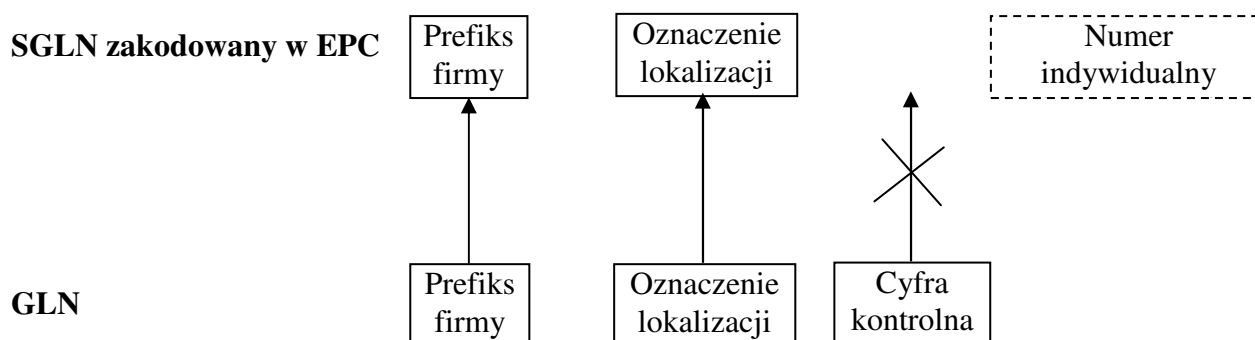 SGLN zakodowany w EPC
Prefiks
firmy
Oznaczenie
lokalizacji
Numer
indywidualny
GLN
Prefiks
firmy
Oznaczenie
lokalizacji
Cyfra
kontrolna